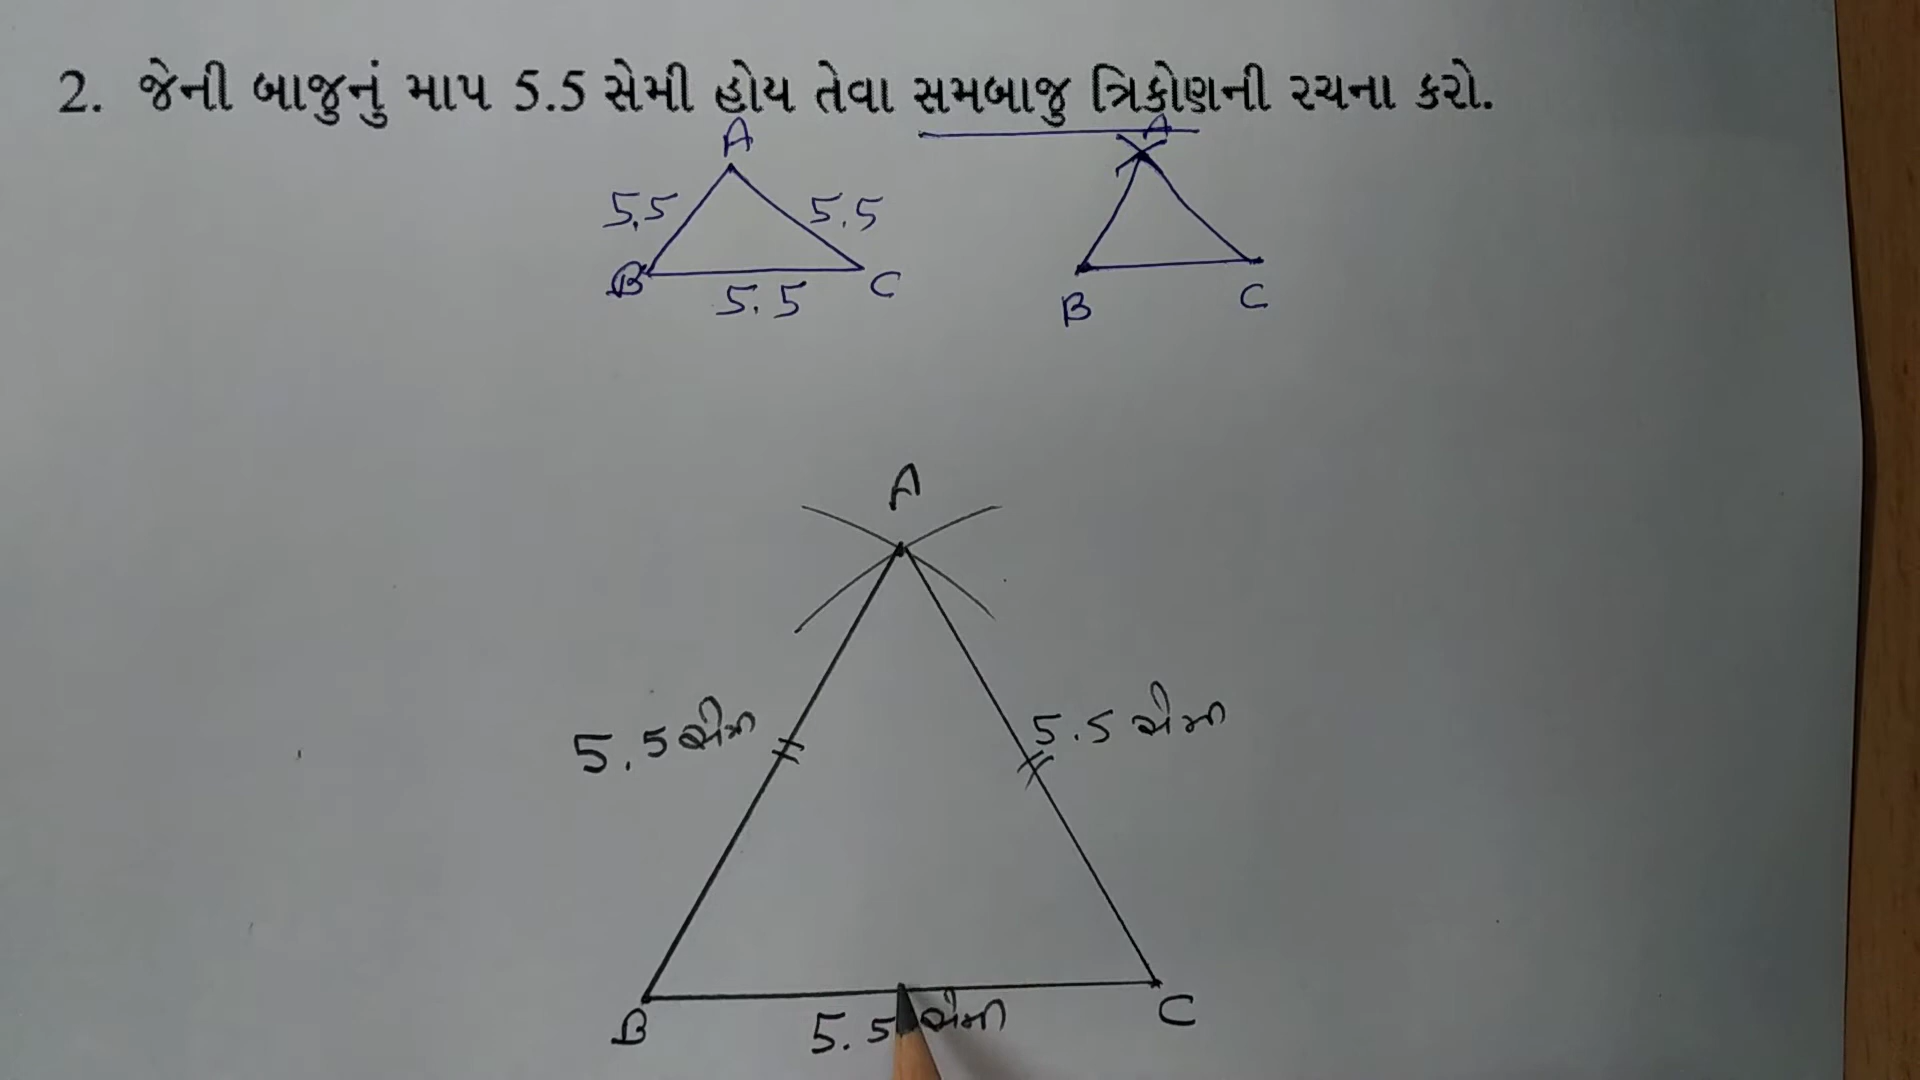 2. જેની બાજુનું માપ 5.5 સેમી હોય તેવા સમબાજુ ત્રિકોણની રચના કરો.
A A
5.5 5.5
B C
5.5
B C
A
5.5 સેમી 5.5 સેમી
B C
5.5 સેમી